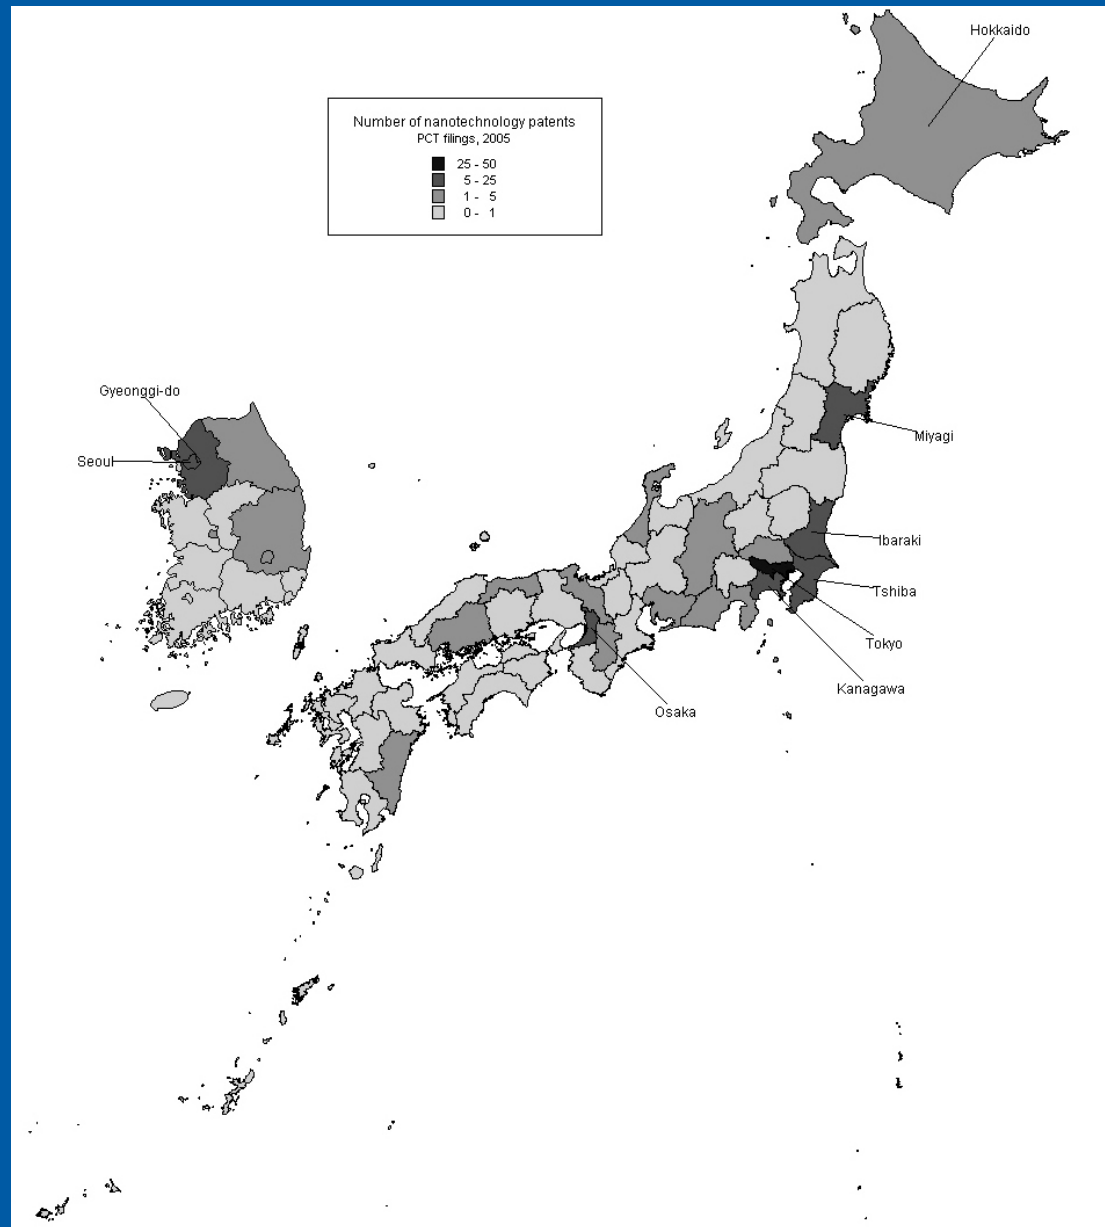 Hokkaido
Number of nanotechnology patents
PCT filings, 2005
25 - 50
5 - 25
1 - 5
0 - 1
Gyeonggi-do
Seoul
Miyagi
Ibaraki
Tshiba
Tokyo
Kanagawa
Osaka